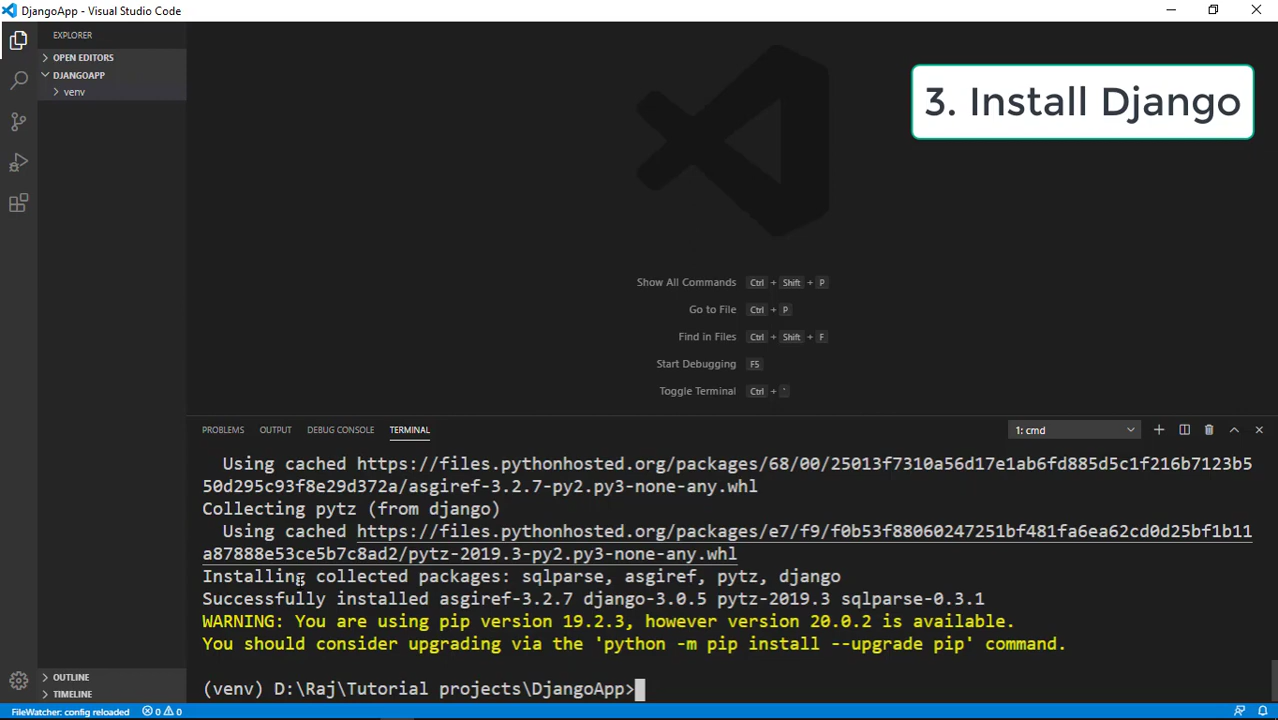 DjangoApp - Visual Studio Code
EXPLORER
OPEN EDITORS
DJANGOAPP
venv
3. Install Django
Show All Commands Ctrl + Shift + P
Go to File Ctrl + P
Find in Files Ctrl + Shift + F
Start Debugging F5
Toggle Terminal Ctrl + `
PROBLEMS OUTPUT DEBUG CONSOLE TERMINAL 1: cmd
Using cached https://files.pythonhosted.org/packages/68/00/25013f7310a56d17e1ab6fd885d5c1f216b7123b5
50d295c93f8e29d372a/asgiref-3.2.7-py2.py3-none-any.whl
Collecting pytz (from django)
Using cached https://files.pythonhosted.org/packages/e7/f9/f0b53f88060247251bf481fa6ea62cd0d25bf1b11
a87888e53ce5b7c8ad2/pytz-2019.3-py2.py3-none-any.whl
Installing collected packages: sqlparse, asgiref, pytz, django
Successfully installed asgiref-3.2.7 django-3.0.5 pytz-2019.3 sqlparse-0.3.1
WARNING: You are using pip version 19.2.3, however version 20.0.2 is available.
You should consider upgrading via the 'python -m pip install --upgrade pip' command.
(venv) D:\Raj\Tutorial projects\DjangoApp>
OUTLINE
TIMELINE
FileWatcher: config reloaded 0 0